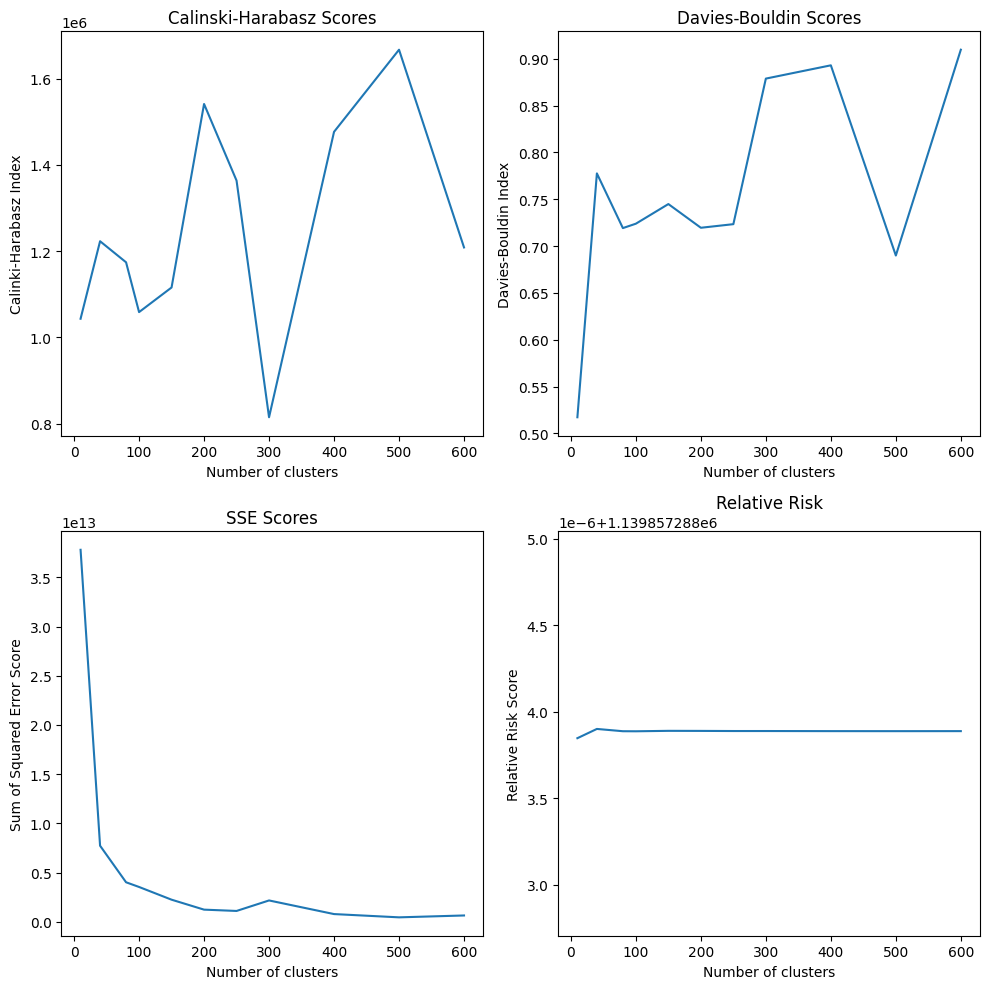 Calinski-Harabasz Scores
1e6
Calinki-Harabasz Index
1.6
1.4
1.2
1.0
0.8
0 100 200 300 400 500 600
Number of clusters
Davies-Bouldin Scores
Davies-Bouldin Index
0.90
0.85
0.80
0.75
0.70
0.65
0.60
0.55
0.50
0 100 200 300 400 500 600
Number of clusters
SSE Scores
1e13
Sum of Squared Error Score
3.5
3.0
2.5
2.0
1.5
1.0
0.5
0.0
0 100 200 300 400 500 600
Number of clusters
Relative Risk
1e−6+1.139857288e6
Relative Risk Score
5.0
4.5
4.0
3.5
3.0
0 100 200 300 400 500 600
Number of clusters